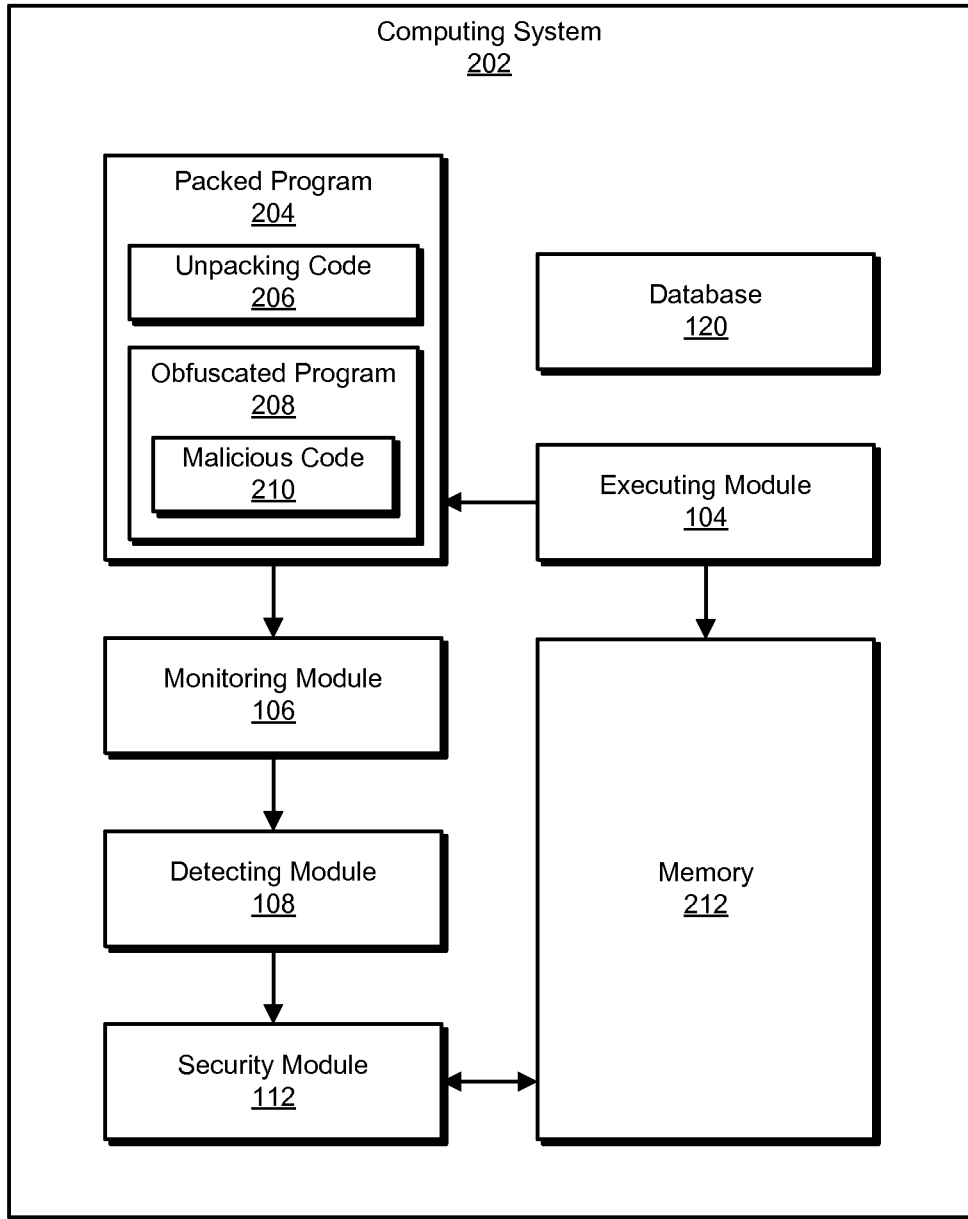 Computing System
202
Packed Program
204
Unpacking Code
206
Obfuscated Program
208
Malicious Code
210
Database
120
Executing Module
104
Monitoring Module
106
Detecting Module
108
Security Module
112
Memory
212